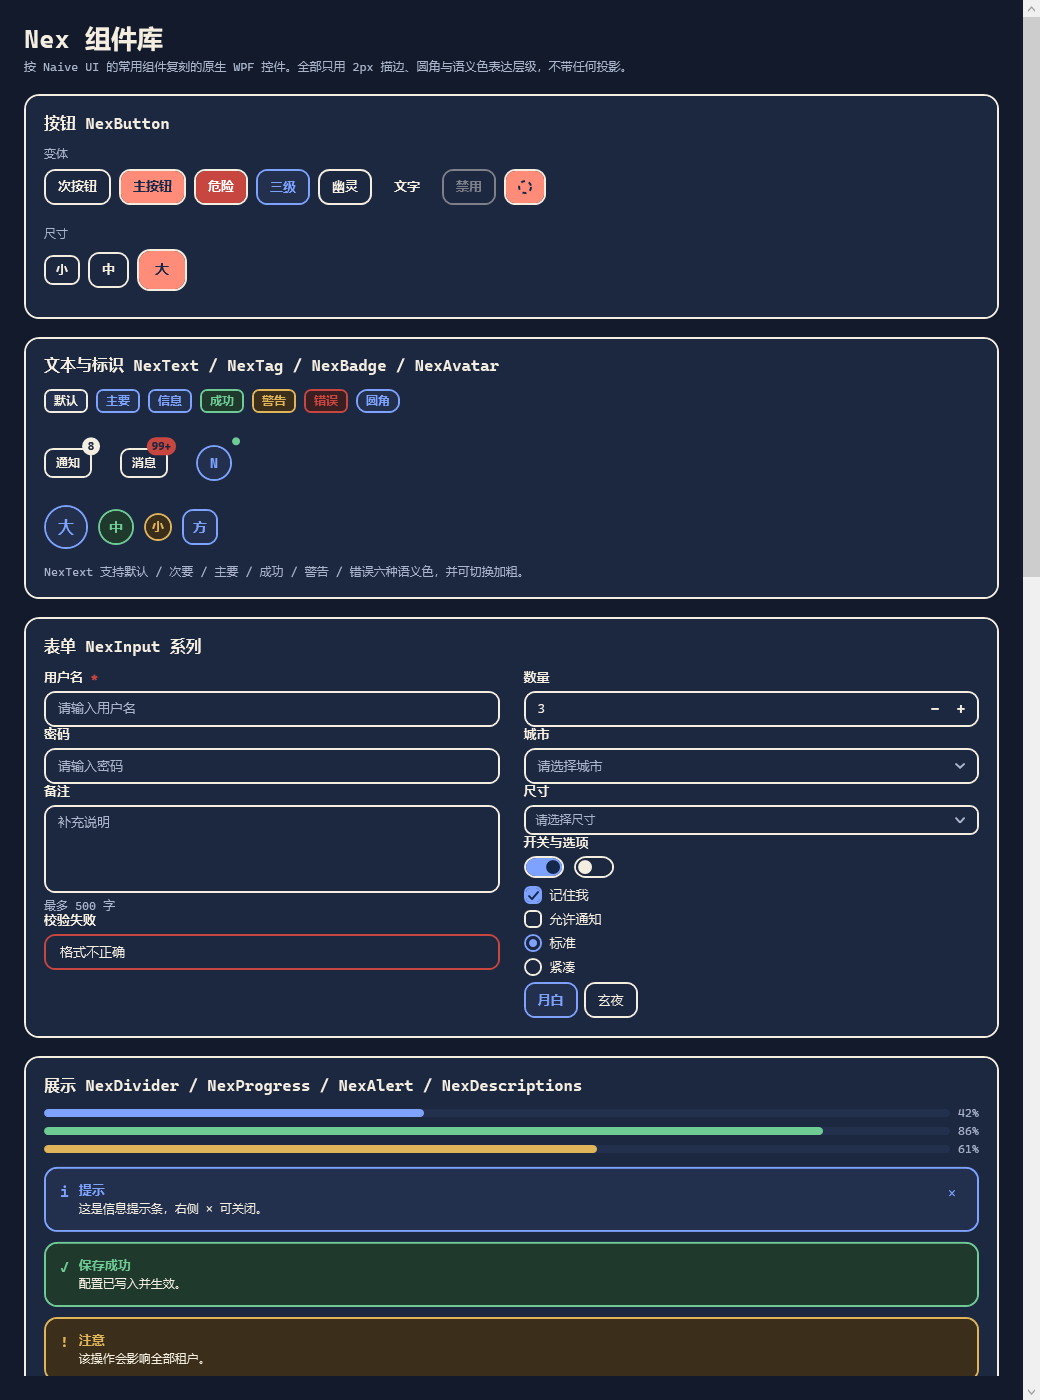 Nex 组件库
按 Naive UI 的常用组件复刻的原生 WPF 控件。全部只用 2px 描边、圆角与语义色表达层级，不带任何投影。
按钮 NexButton
变体
次按钮 主按钮 危险 三级 幽灵 文字 禁用
尺寸
小 中 大
文本与标识 NexText / NexTag / NexBadge / NexAvatar
默认 主要 信息 成功 警告 错误 圆角
通知 8 消息 99+ N
大 中 小 方
NexText 支持默认 / 次要 / 主要 / 成功 / 警告 / 错误六种语义色，并可切换加粗。
表单 NexInput 系列
用户名 *
请输入用户名
密码
请输入密码
备注
补充说明
最多 500 字
校验失败
格式不正确
数量
3 − +
城市
请选择城市
尺寸
请选择尺寸
开关与选项
记住我
允许通知
标准
紧凑
月白 玄夜
展示 NexDivider / NexProgress / NexAlert / NexDescriptions
42%
86%
61%
i 提示 ×
这是信息提示条，右侧 × 可关闭。
✓ 保存成功
配置已写入并生效。
! 注意
该操作会影响全部租户。